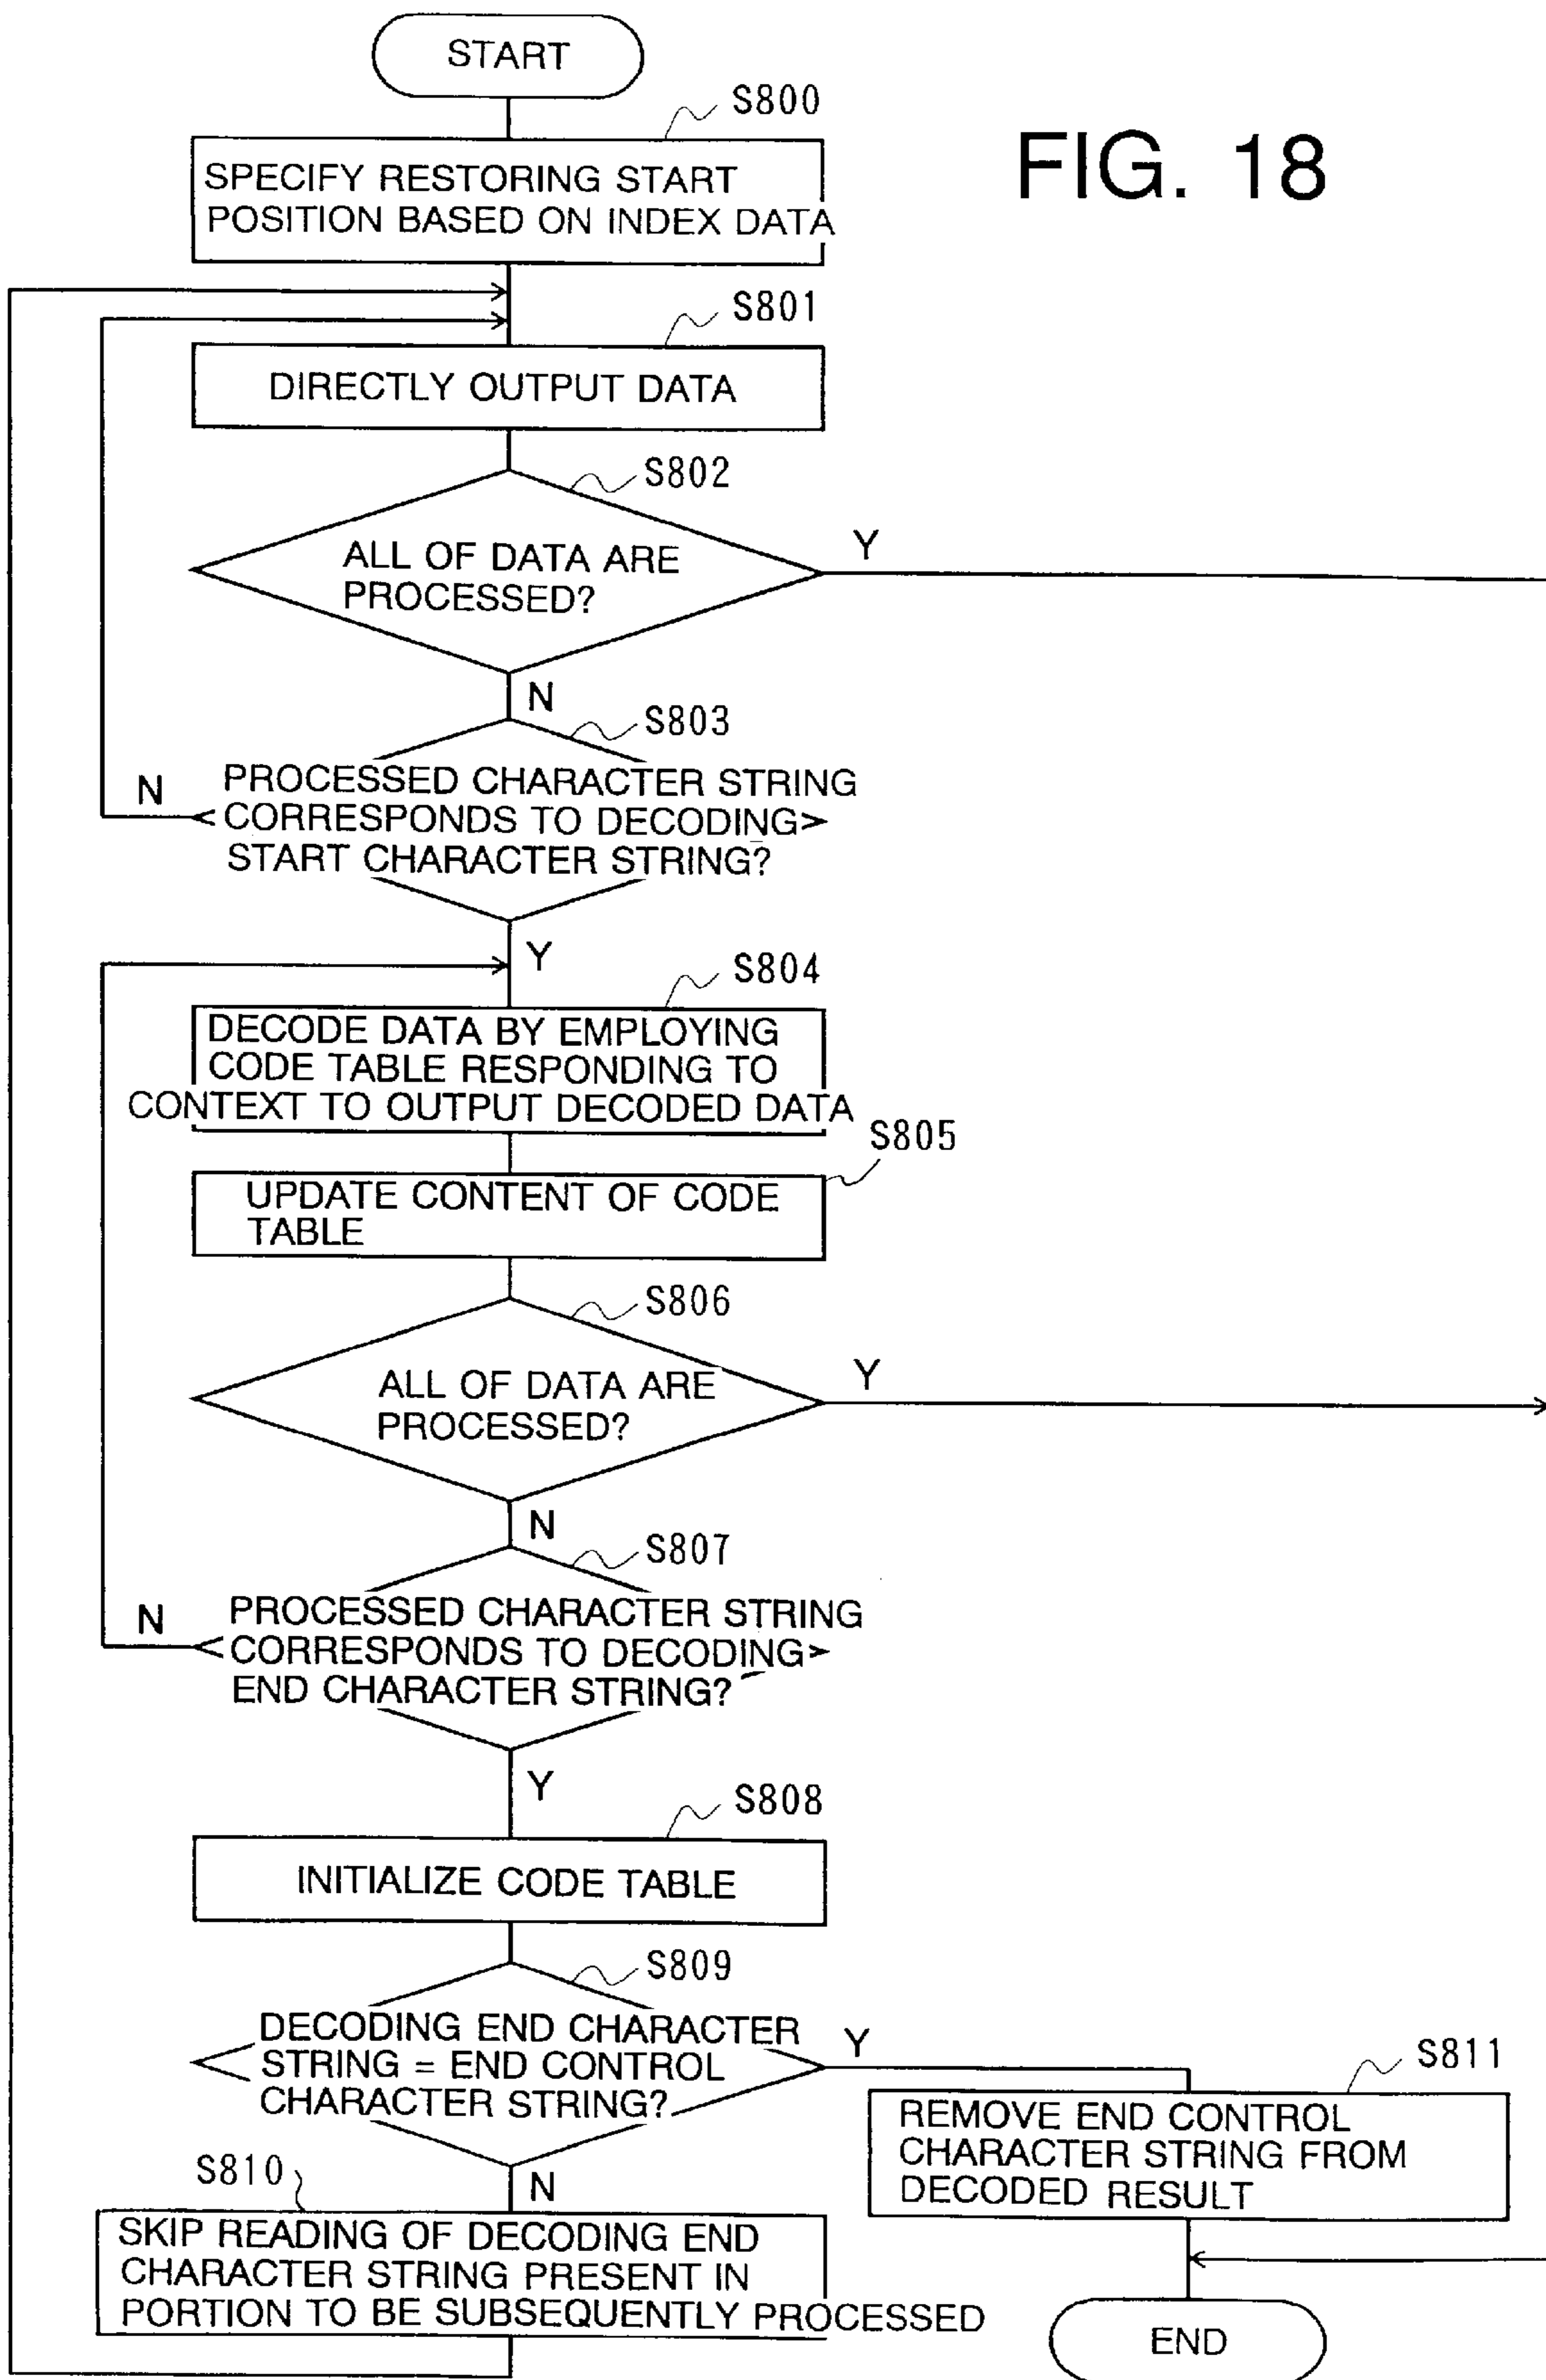 START
S800
FIG. 18
SPECIFY RESTORING START
POSITION BASED ON INDEX DATA
S801
DIRECTLY OUTPUT DATA
S802
ALL OF DATA ARE
PROCESSED?
Y
N
S803
PROCESSED CHARACTER STRING
CORRESPONDS TO DECODING
START CHARACTER STRING?
N
Y
S804
DECODE DATA BY EMPLOYING
CODE TABLE RESPONDING TO
CONTEXT TO OUTPUT DECODED DATA
S805
UPDATE CONTENT OF CODE
TABLE
S806
ALL OF DATA ARE
PROCESSED?
Y
N
S807
PROCESSED CHARACTER STRING
CORRESPONDS TO DECODING
END CHARACTER STRING?
N
Y
S808
INITIALIZE CODE TABLE
S809
DECODING END CHARACTER
STRING = END CONTROL
CHARACTER STRING?
Y
S811
REMOVE END CONTROL
CHARACTER STRING FROM
DECODED RESULT
N
S810
SKIP READING OF DECODING END
CHARACTER STRING PRESENT IN
PORTION TO BE SUBSEQUENTLY PROCESSED
END